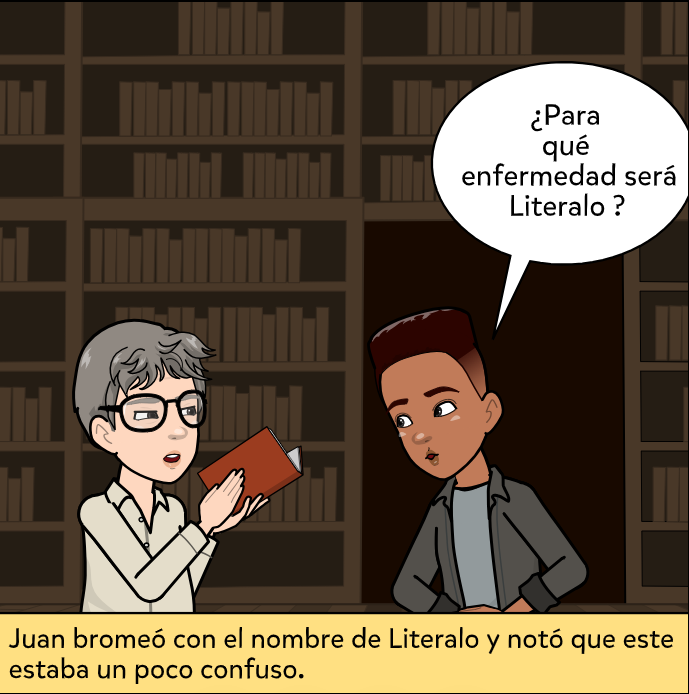 ¿Para
qué
enfermedad será
Literalo ?
Juan bromeó con el nombre de Literalo y notó que este
estaba un poco confuso.